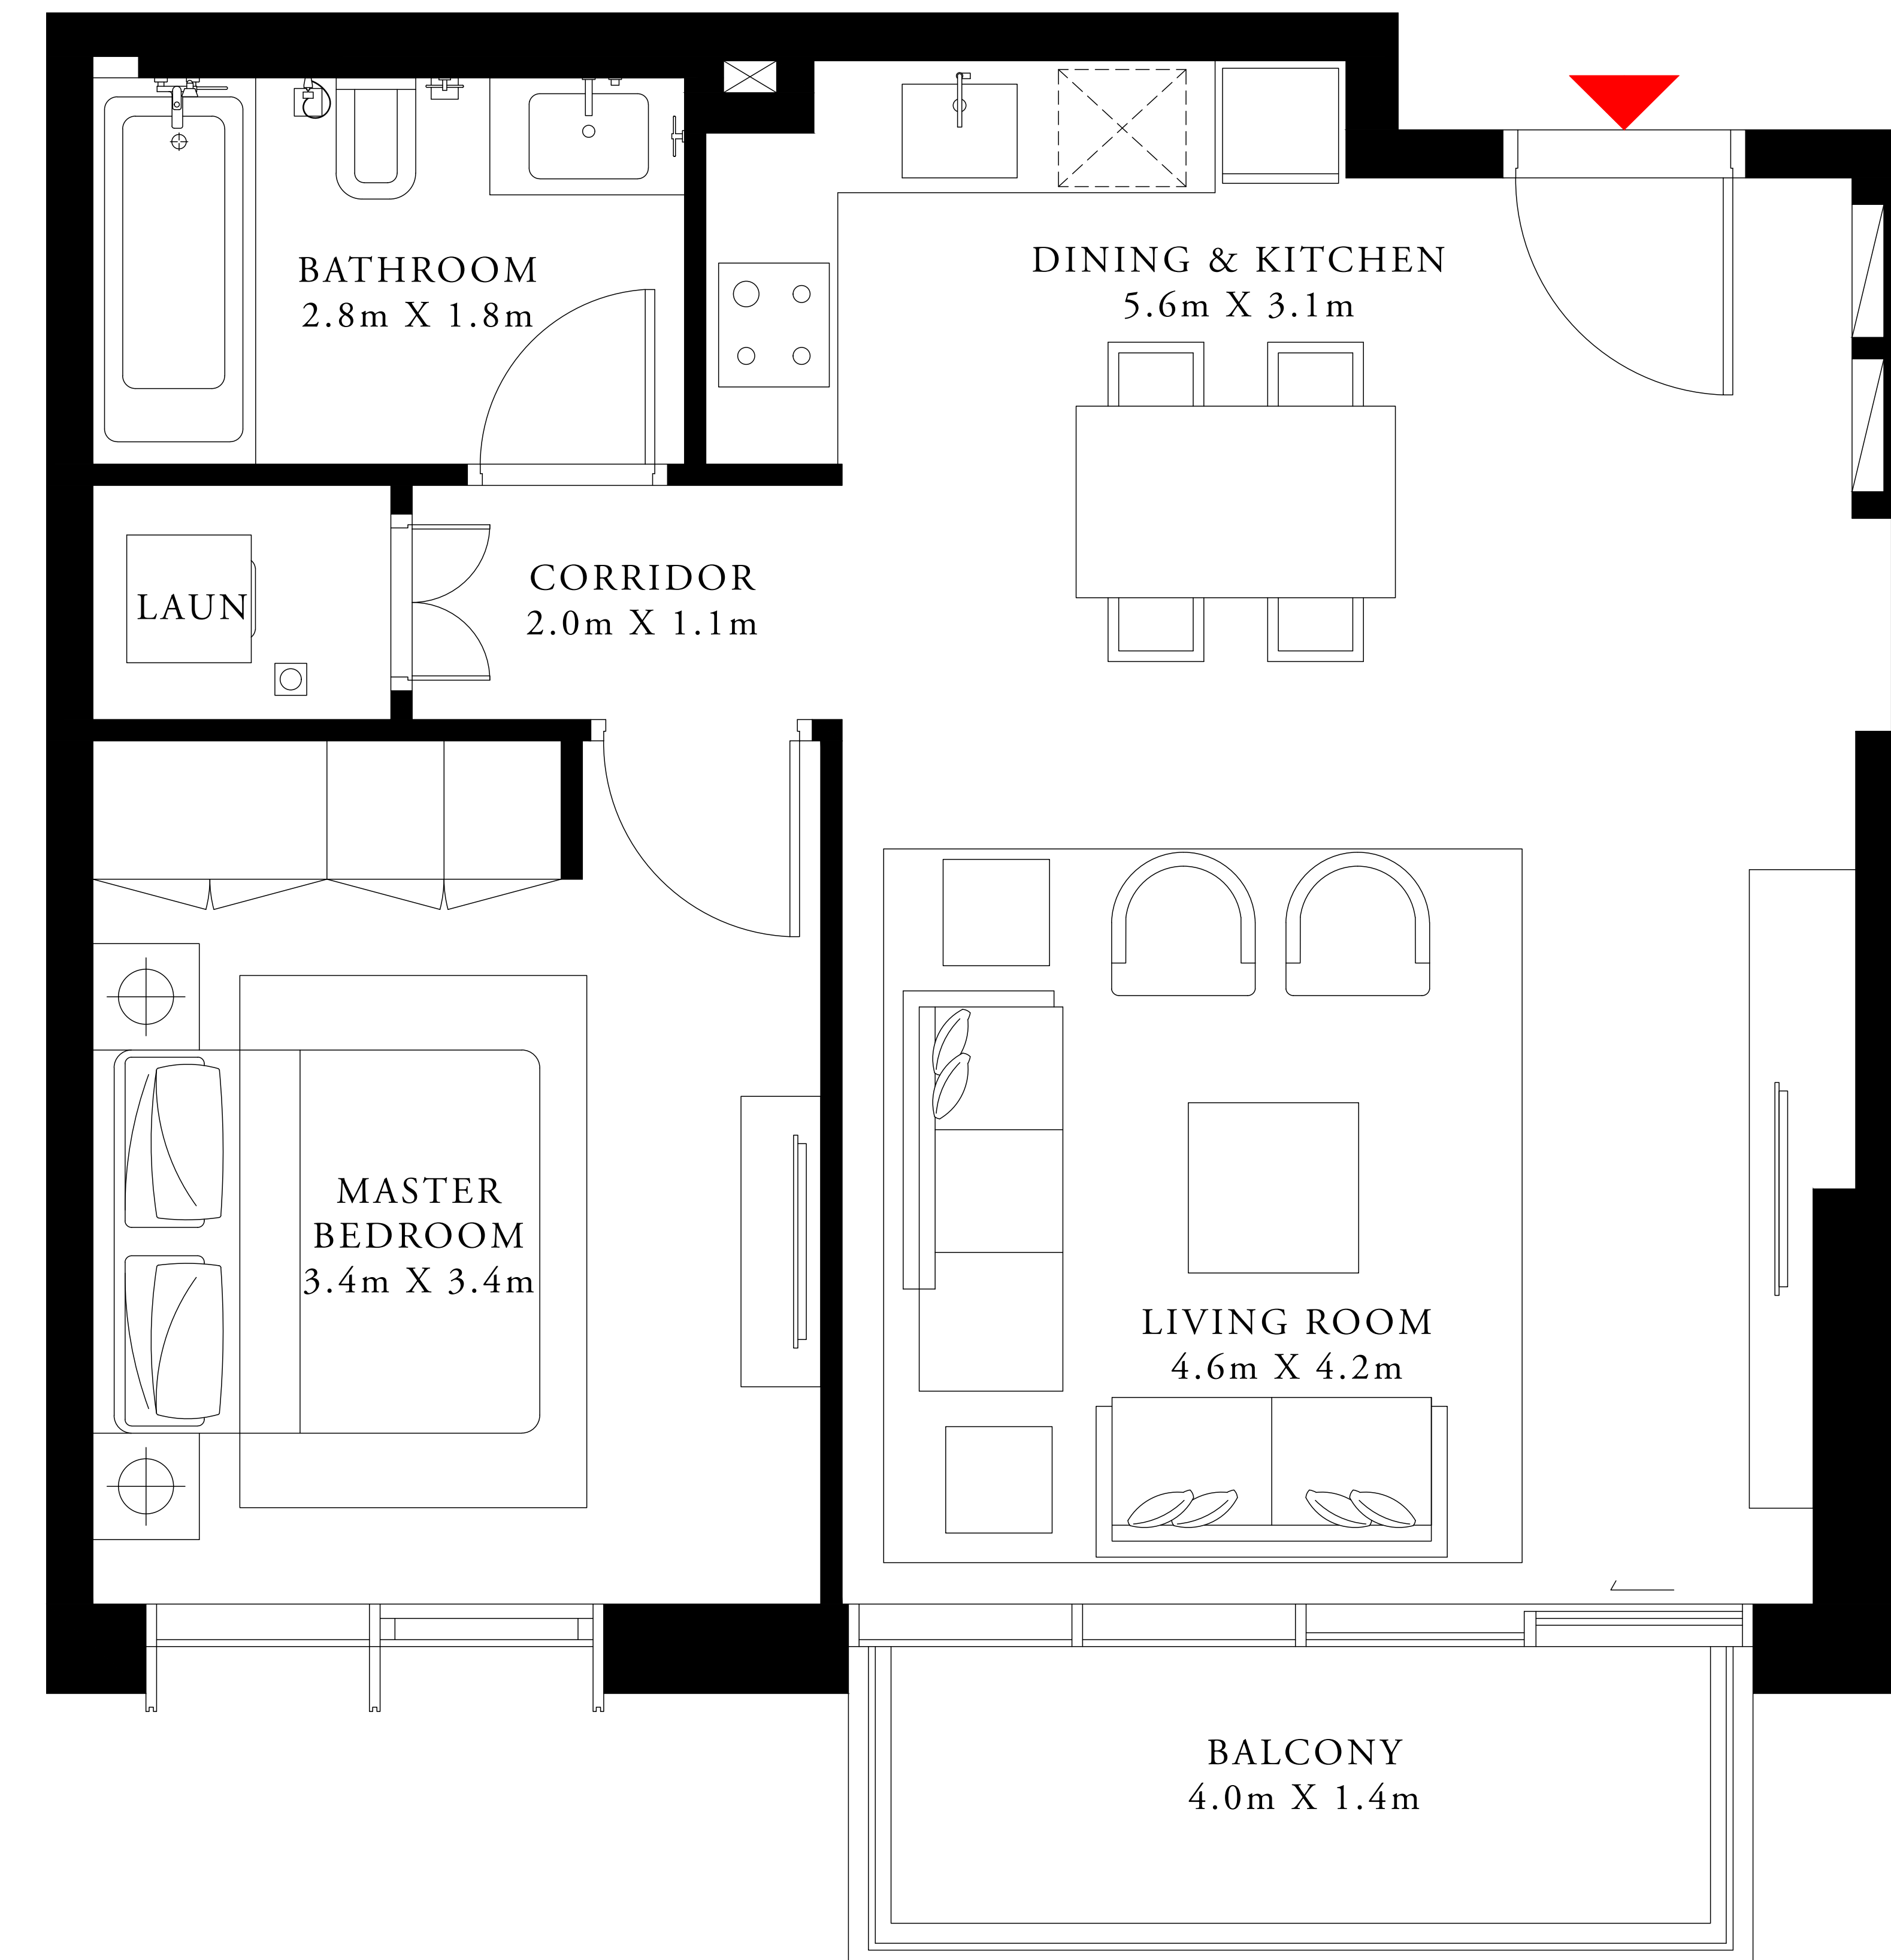 BATHROOM
2.8m X 1.8m
DINING & KITCHEN
5.6m X 3.1m
CORRIDOR
2.0m X 1.1m
LAUN
MASTER
BEDROOM
3.4m X 3.4m
LIVING ROOM
4.6m X 4.2m
BALCONY
4.0m X 1.4m